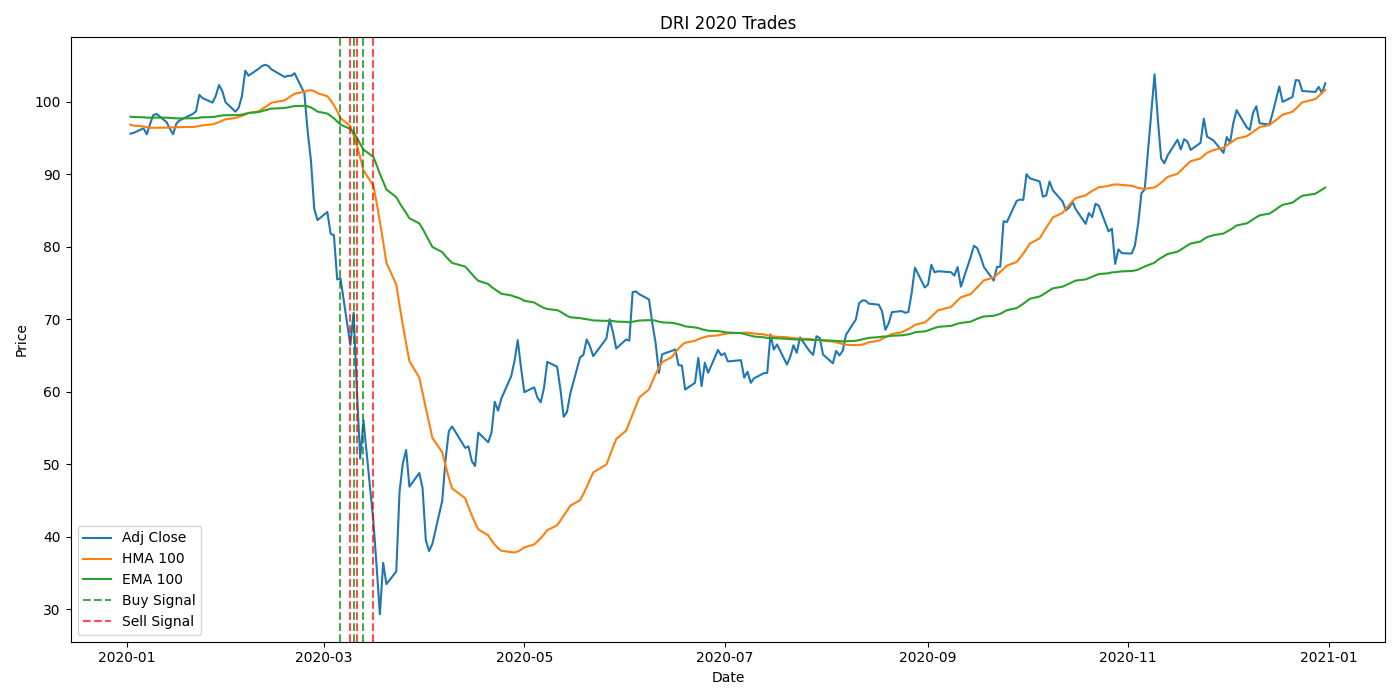 DRI 2020 Trades
Price
100
90
80
70
60
50
40
30
Adj Close
HMA 100
EMA 100
Buy Signal
Sell Signal
2020-01
2020-03
2020-05
2020-07
2020-09
2020-11
2021-01
Date